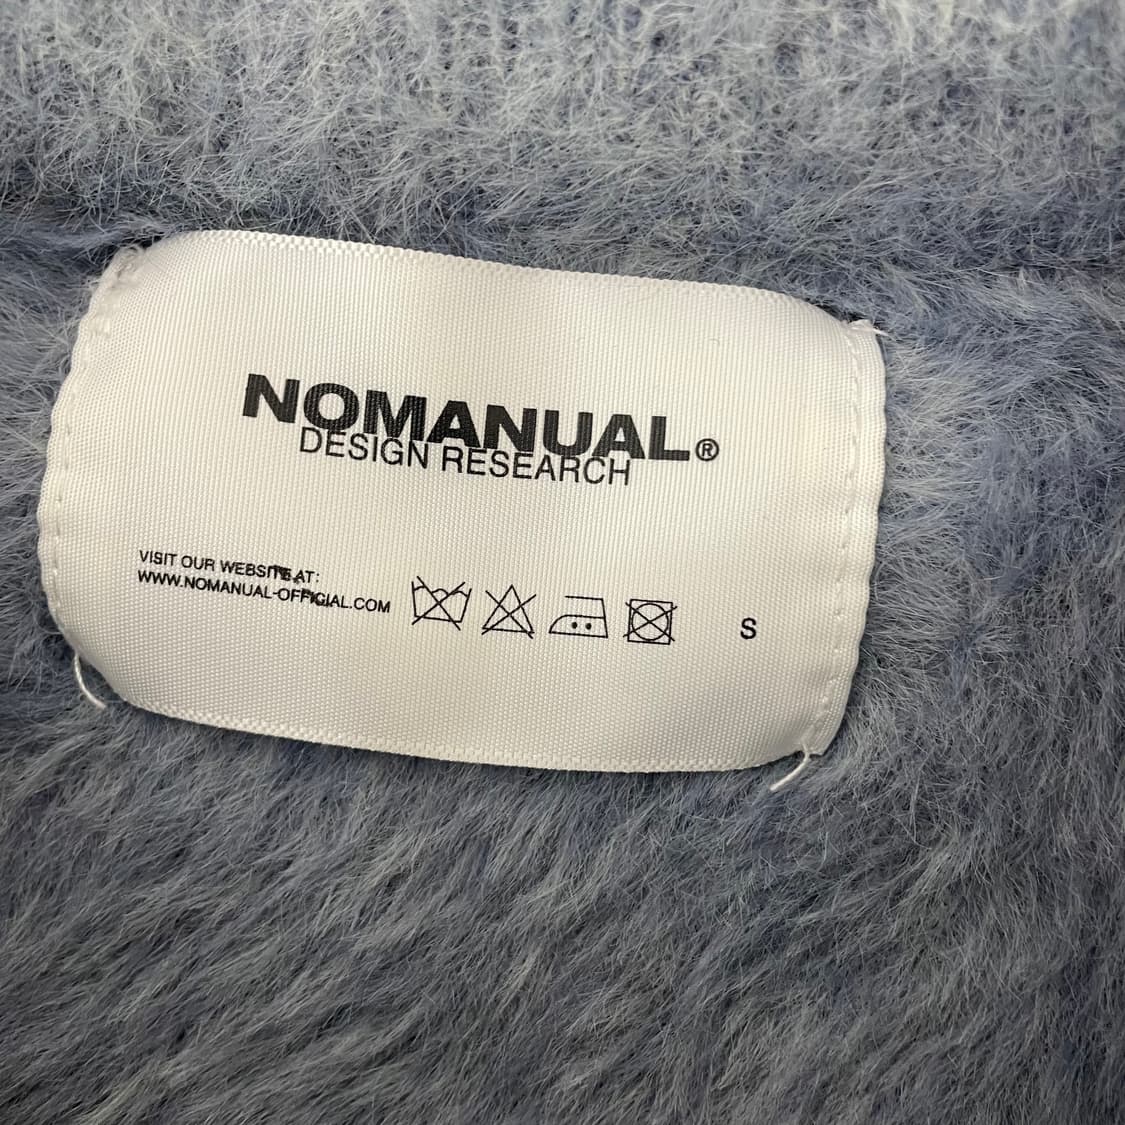 NOMANUAL®
DESIGN RESEARCH
VISIT OUR WEBSITE AT:
WWW.NOMANUAL-OFFICIAL.COM
S